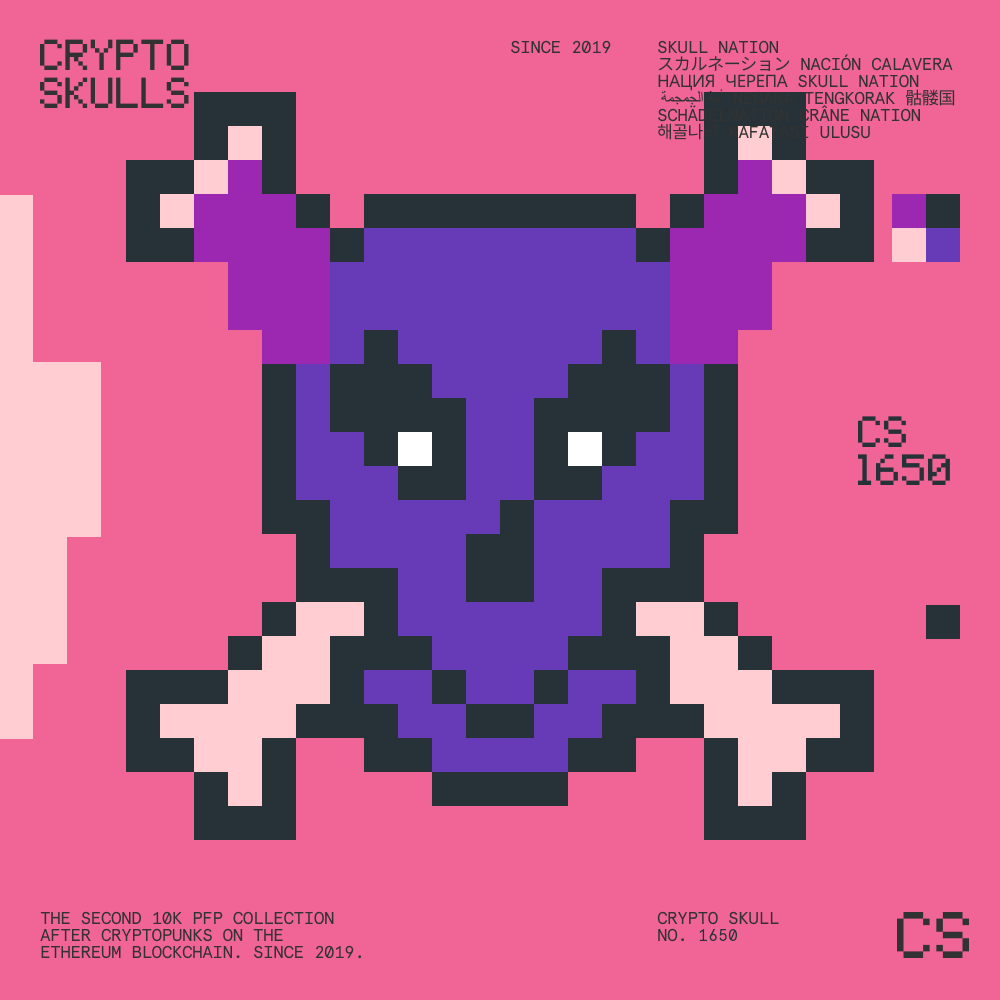 CRYPTO
SKULLS
SINCE 2019
SKULL NATION
スカルネーション NACIÓN CALAVERA
НАЦИЯ ЧЕРЕПА SKULL NATION
الجمجمة TENGKORAK 骷髅国
CRÂNE NATION
ULUSU
CS
1650
THE SECOND 10K PFP COLLECTION
AFTER CRYPTOPUNKS ON THE
ETHEREUM BLOCKCHAIN. SINCE 2019.
CRYPTO SKULL
NO. 1650
CS